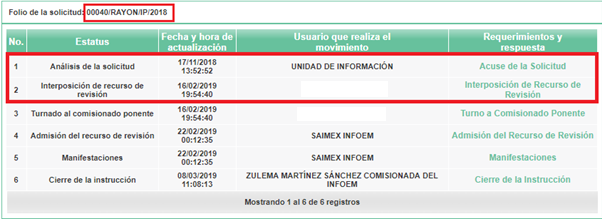 Folio de la solicitud: 00040/RAYON/IP/2018
No. Estatus Fecha y hora de actualización Usuario que realiza el movimiento Requerimientos y respuesta
1 Análisis de la solicitud 17/11/2018 13:52:52 UNIDAD DE INFORMACIÓN Acuse de la Solicitud
2 Interposición de recurso de revisión 16/02/2019 19:54:40 Interposición de Recurso de Revisión
3 Turnado al comisionado ponente 16/02/2019 19:54:40 Turno a Comisionado Ponente
4 Admisión del recurso de revisión 22/02/2019 00:12:35 SAIMEX INFOEM Admisión del Recurso de Revisión
5 Manifestaciones 22/02/2019 00:12:35 SAIMEX INFOEM Manifestaciones
6 Cierre de la instrucción 08/03/2019 11:08:13 ZULEMA MARTÍNEZ SÁNCHEZ COMISIONADA DEL INFOEM Cierre de la Instrucción
Mostrando 1 al 6 de 6 registros